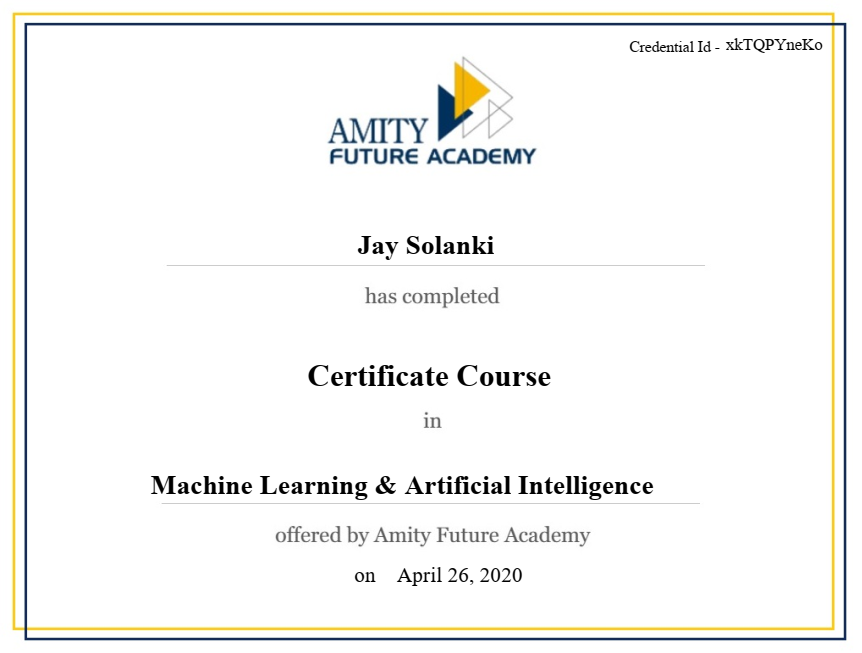 Credential Id - xkTQPYneKo
AMITY
FUTURE ACADEMY
Jay Solanki
has completed
Certificate Course
in
Machine Learning & Artificial Intelligence
offered by Amity Future Academy
on April 26, 2020